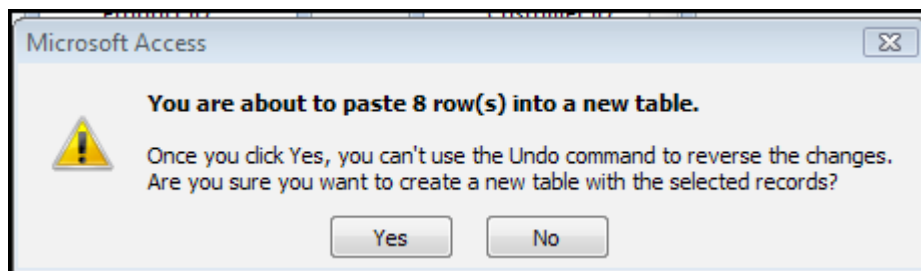 Microsoft Access
You are about to paste 8 row(s) into a new table.
Once you click Yes, you can't use the Undo command to reverse the changes.
Are you sure you want to create a new table with the selected records?
Yes
No